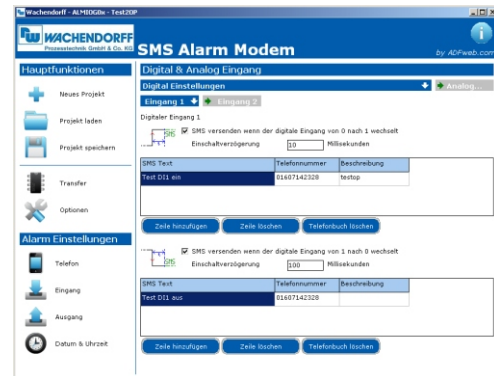 Wachendorff - ALMIOG0x - Test2DP
WACHENDORFF
Prozesstechnik GmbH & Co. KG
SMS Alarm Modem
by ADFweb.com
Hauptfunktionen
Neues Projekt
Projekt laden
Projekt speichern
Transfer
Optionen
Alarm Einstellungen
Telefon
Eingang
Ausgang
Datum & Uhrzeit
Digital & Analog Eingang
Digital Einstellungen
Analog...
Eingang 1
Eingang 2
Digitaler Eingang 1
SMS
SMS versenden wenn der digitale Eingang von 0 nach 1 wechselt
Einschaltverzögerung 10 Millisekunden
SMS Text Telefonnummer Beschreibung
Test DI1 ein 01607142328 testop
Zeile hinzufügen Zeile löschen Telefonbuch löschen
SMS
SMS versenden wenn der digitale Eingang von 1 nach 0 wechselt
Einschaltverzögerung 100 Millisekunden
SMS Text Telefonnummer Beschreibung
Test DI1 aus 01607142328
Zeile hinzufügen Zeile löschen Telefonbuch löschen